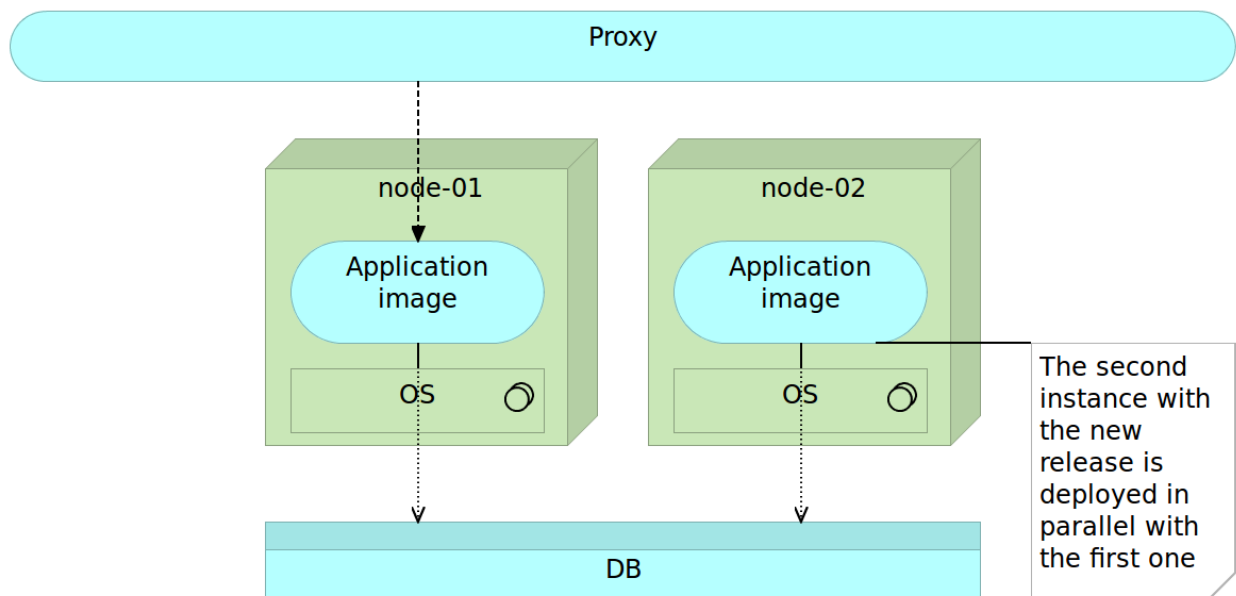 Proxy
node-01
node-02
Application
image
Application
image
OS
OS
The second
instance with
the new
release is
deployed in
parallel with
the first one
DB